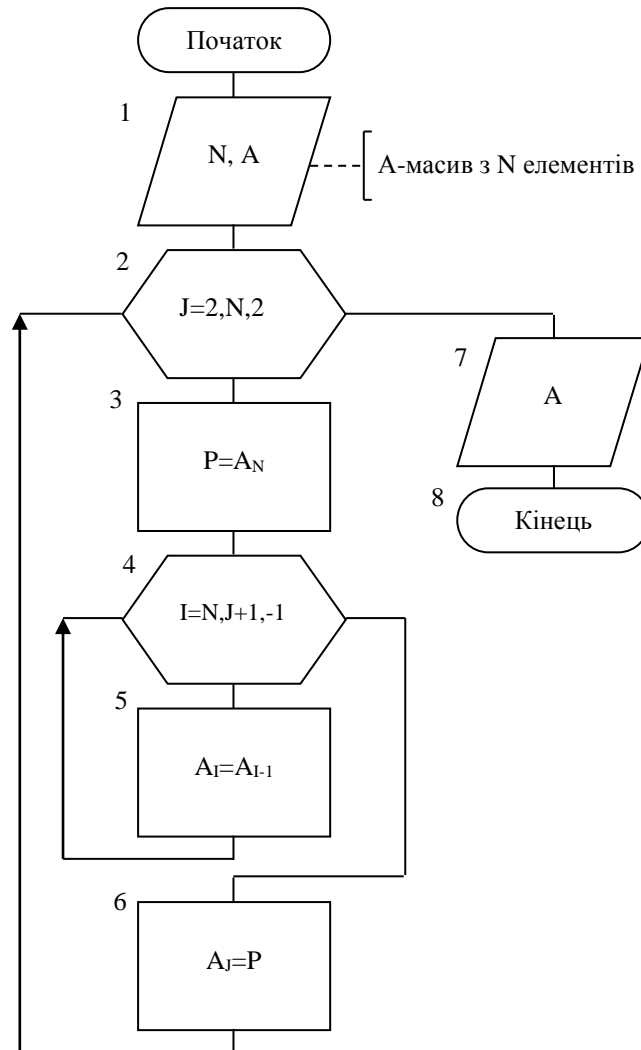 Початок
1
N, A
А-масив з N елементів
2
J=2,N,2
3
P=AN
4
I=N,J+1,-1
5
AI=AI-1
6
AJ=P
7
A
8
Кінець